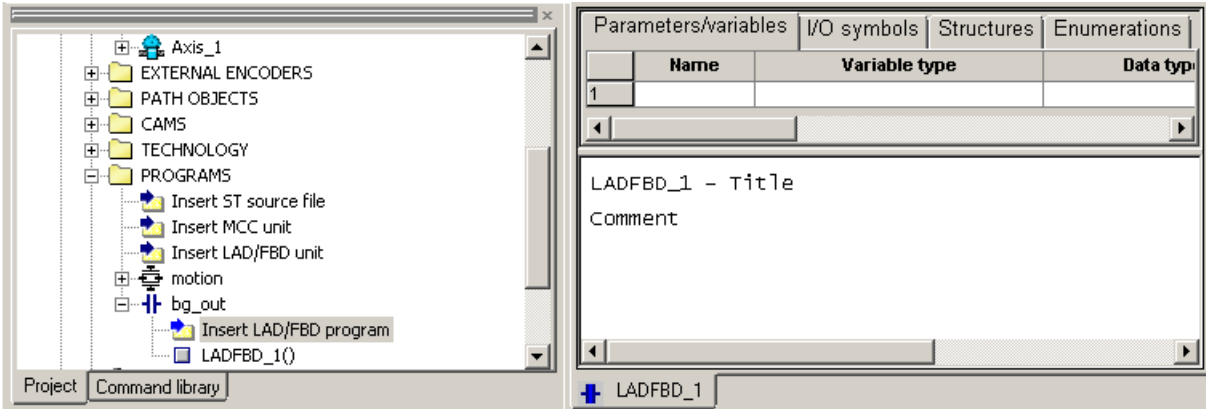 Axis_1
EXTERNAL ENCODERS
PATH OBJECTS
CAMS
TECHNOLOGY
PROGRAMS
Insert ST source file
Insert MCC unit
Insert LAD/FBD unit
motion
bg_out
Insert LAD/FBD program
LADFBD_1()
Project Command library
Parameters/variables I/O symbols Structures Enumerations
Name Variable type Data typ
1
LADFBD_1 – Title
Comment
LADFBD_1